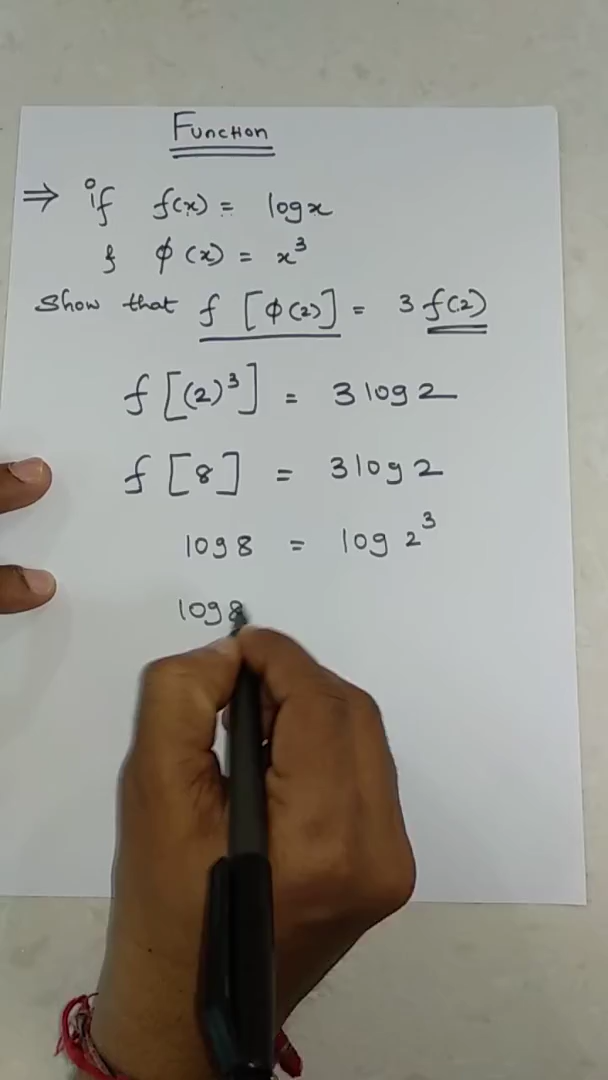 Function
⇒ if f(x) = log x
& φ(x) = x³
Show that f [φ(2)] = 3 f(2)
f [(2)³] = 3 log 2
f [8] = 3 log 2
log 8 = log 2³
log 8